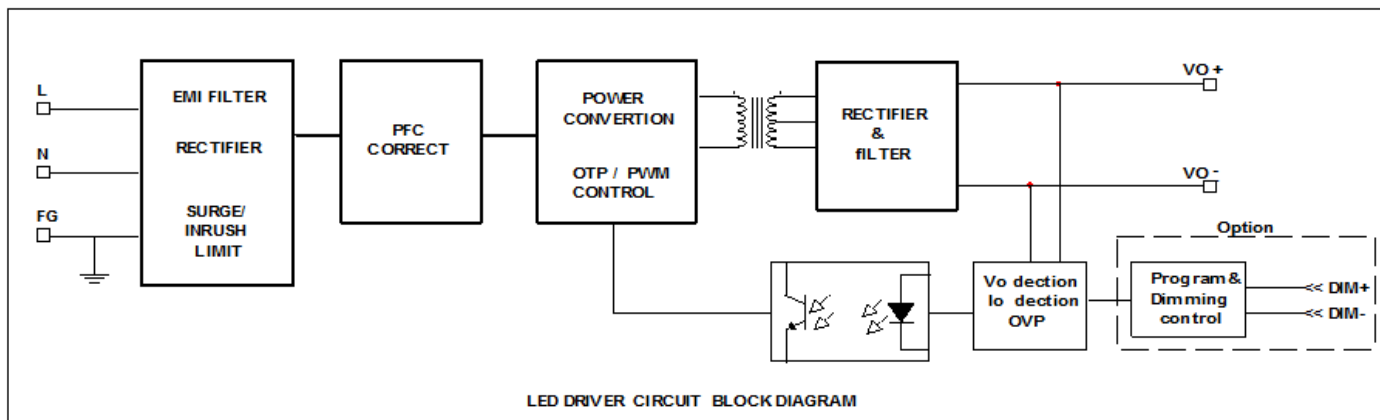 L
N
FG
EMI FILTER
RECTIFIER
SURGE/
INRUSH
LIMIT
PFC
CORRECT
POWER
CONVERTION
OTP / PWM
CONTROL
RECTIFIER
&
fILTER
VO+
VO-
Option
Vo dection
Io dection
OVP
Program &
Dimming
control
<< DIM+
<< DIM-
LED DRIVER CIRCUIT BLOCK DIAGRAM